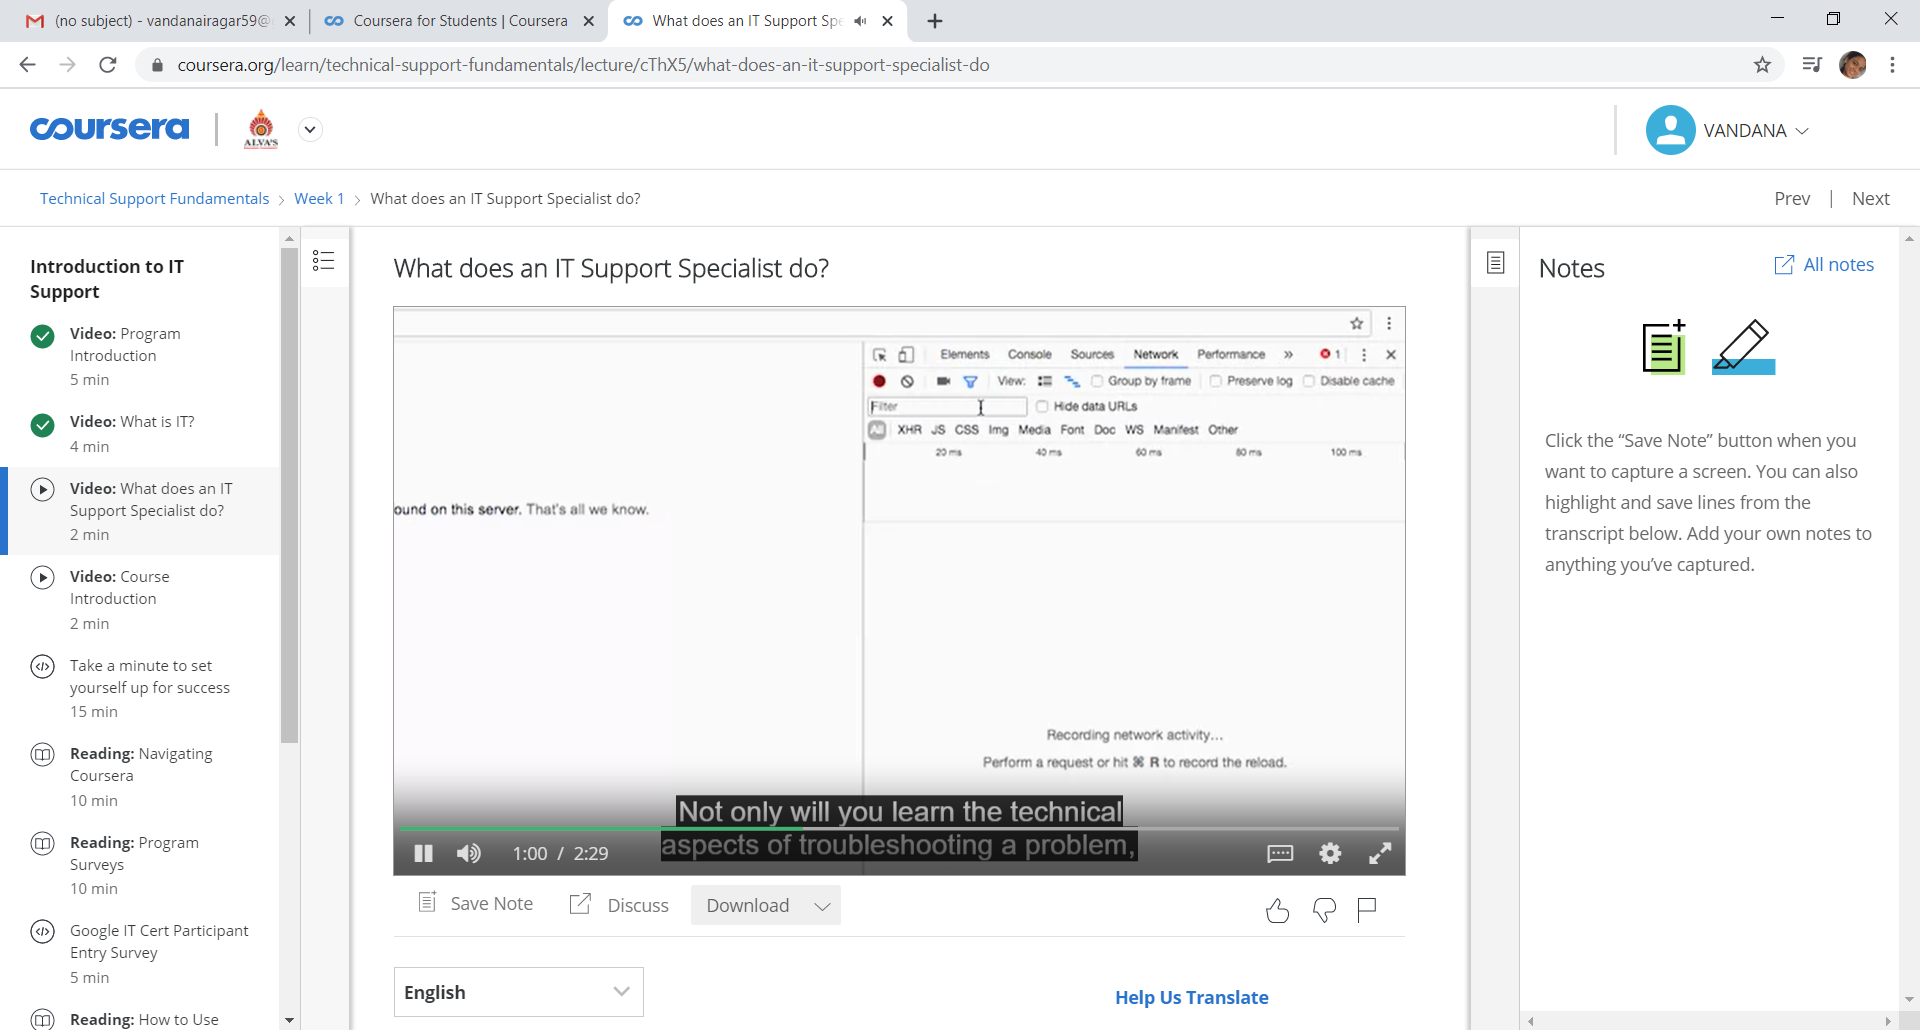 (no subject) - vandanairagar59@
Coursera for Students | Coursera
What does an IT Support Spe
coursera.org/learn/technical-support-fundamentals/lecture/cThX5/what-does-an-it-support-specialist-do
coursera
ALVA'S
VANDANA
Technical Support Fundamentals > Week 1 > What does an IT Support Specialist do?
Prev | Next
Introduction to IT
Support
Video: Program
Introduction
5 min
Video: What is IT?
4 min
Video: What does an IT
Support Specialist do?
2 min
Video: Course
Introduction
2 min
Take a minute to set
yourself up for success
15 min
Reading: Navigating
Coursera
10 min
Reading: Program
Surveys
10 min
Google IT Cert Participant
Entry Survey
5 min
Reading: How to Use
What does an IT Support Specialist do?
Elements Console Sources Network Performance » 1
View: Group by frame Preserve log Disable cache
Filter Hide data URLs
All XHR JS CSS Img Media Font Doc WS Manifest Other
20 ms 40 ms 60 ms 80 ms 100 ms
ound on this server. That's all we know.
Recording network activity...
Perform a request or hit ⌘ R to record the reload.
Not only will you learn the technical
aspects of troubleshooting a problem,
1:00 / 2:29
Save Note Discuss Download
English
Help Us Translate
Notes
All notes
Click the “Save Note” button when you
want to capture a screen. You can also
highlight and save lines from the
transcript below. Add your own notes to
anything you’ve captured.